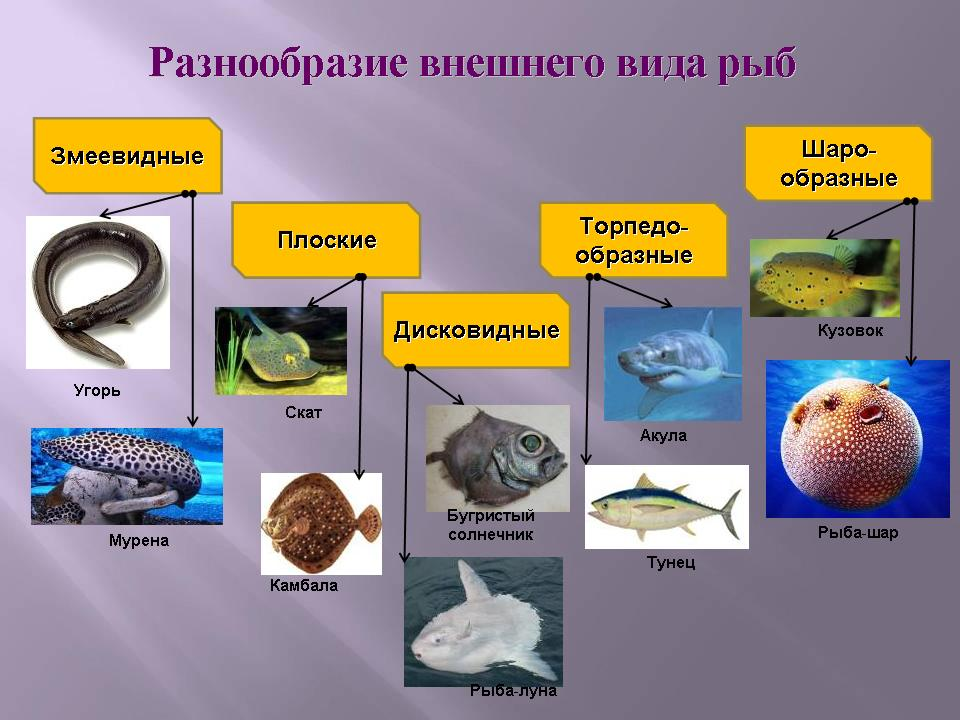 Разнообразие внешнего вида рыб
Змеевидные
Угорь
Мурена
Плоские
Скат
Камбала
Дисковидные
Бугристый
солнечник
Рыба-луна
Торпедо-
образные
Акула
Тунец
Шаро-
образные
Кузовок
Рыба-шар